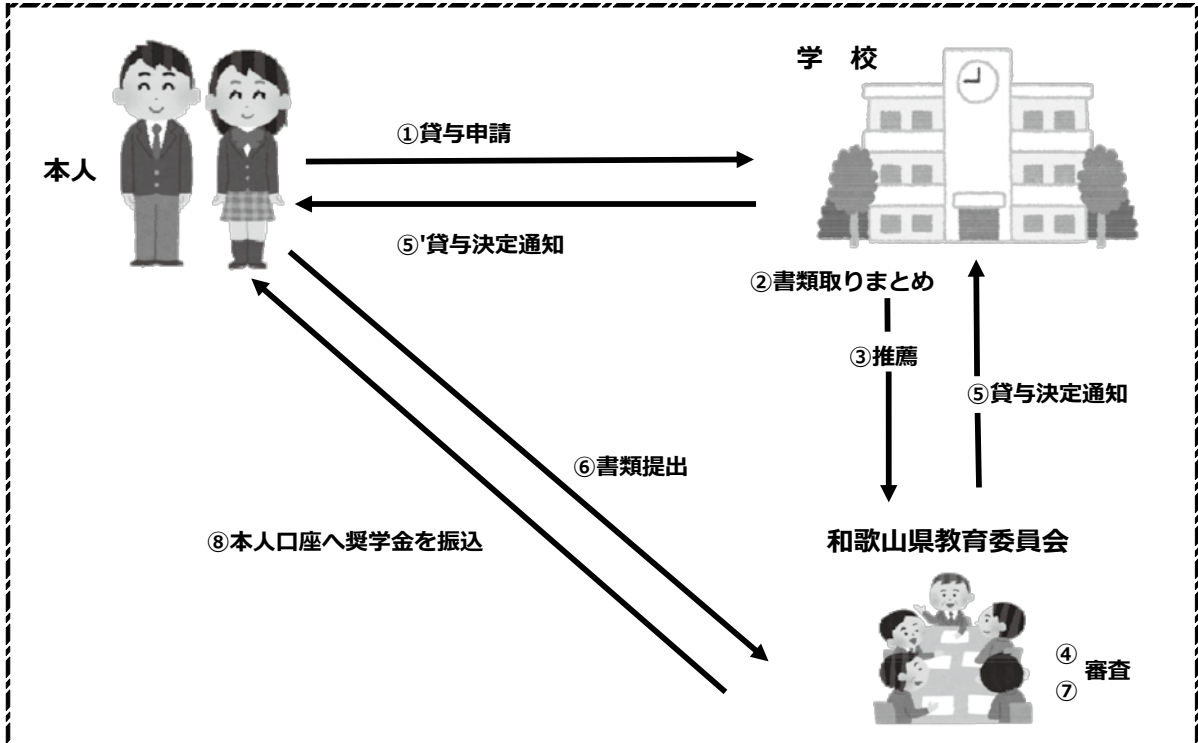 学　校
①貸与申請
本人
⑤'貸与決定通知
②書類取りまとめ
③推薦
⑤貸与決定通知
⑥書類提出
⑧本人口座へ奨学金を振込
和歌山県教育委員会
④
審査
⑦